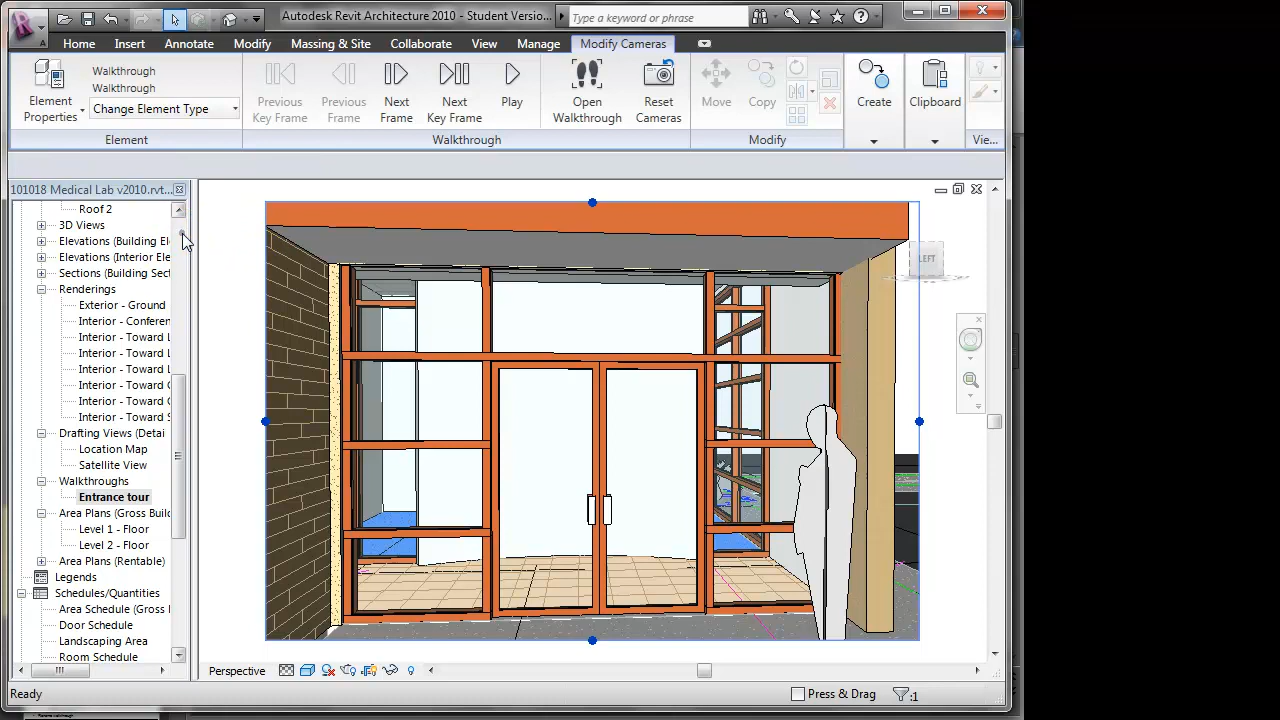 Autodesk Revit Architecture 2010 - Student Versio...
Type a keyword or phrase
Home Insert Annotate Modify Massing & Site Collaborate View Manage Modify Cameras
Element Properties
Walkthrough
Walkthrough
Change Element Type
Previous Key Frame
Previous Frame
Next Frame
Next Key Frame
Play
Open Walkthrough
Reset Cameras
Move
Copy
Create
Clipboard
Element Walkthrough Modify Vie...
101018 Medical Lab v2010.rvt...
Roof 2
3D Views
Elevations (Building El
Elevations (Interior Ele
Sections (Building Sect
Renderings
Exterior - Ground
Interior - Conferen
Interior - Toward L
Interior - Toward L
Interior - Toward L
Interior - Toward C
Interior - Toward C
Interior - Toward S
Drafting Views (Detai
Location Map
Satellite View
Walkthroughs
Entrance tour
Area Plans (Gross Buil
Level 1 - Floor
Level 2 - Floor
Area Plans (Rentable)
Legends
Schedules/Quantities
Area Schedule (Gross
Door Schedule
Landscaping Area
Room Schedule
LEFT
Perspective
Ready
Press & Drag
:1